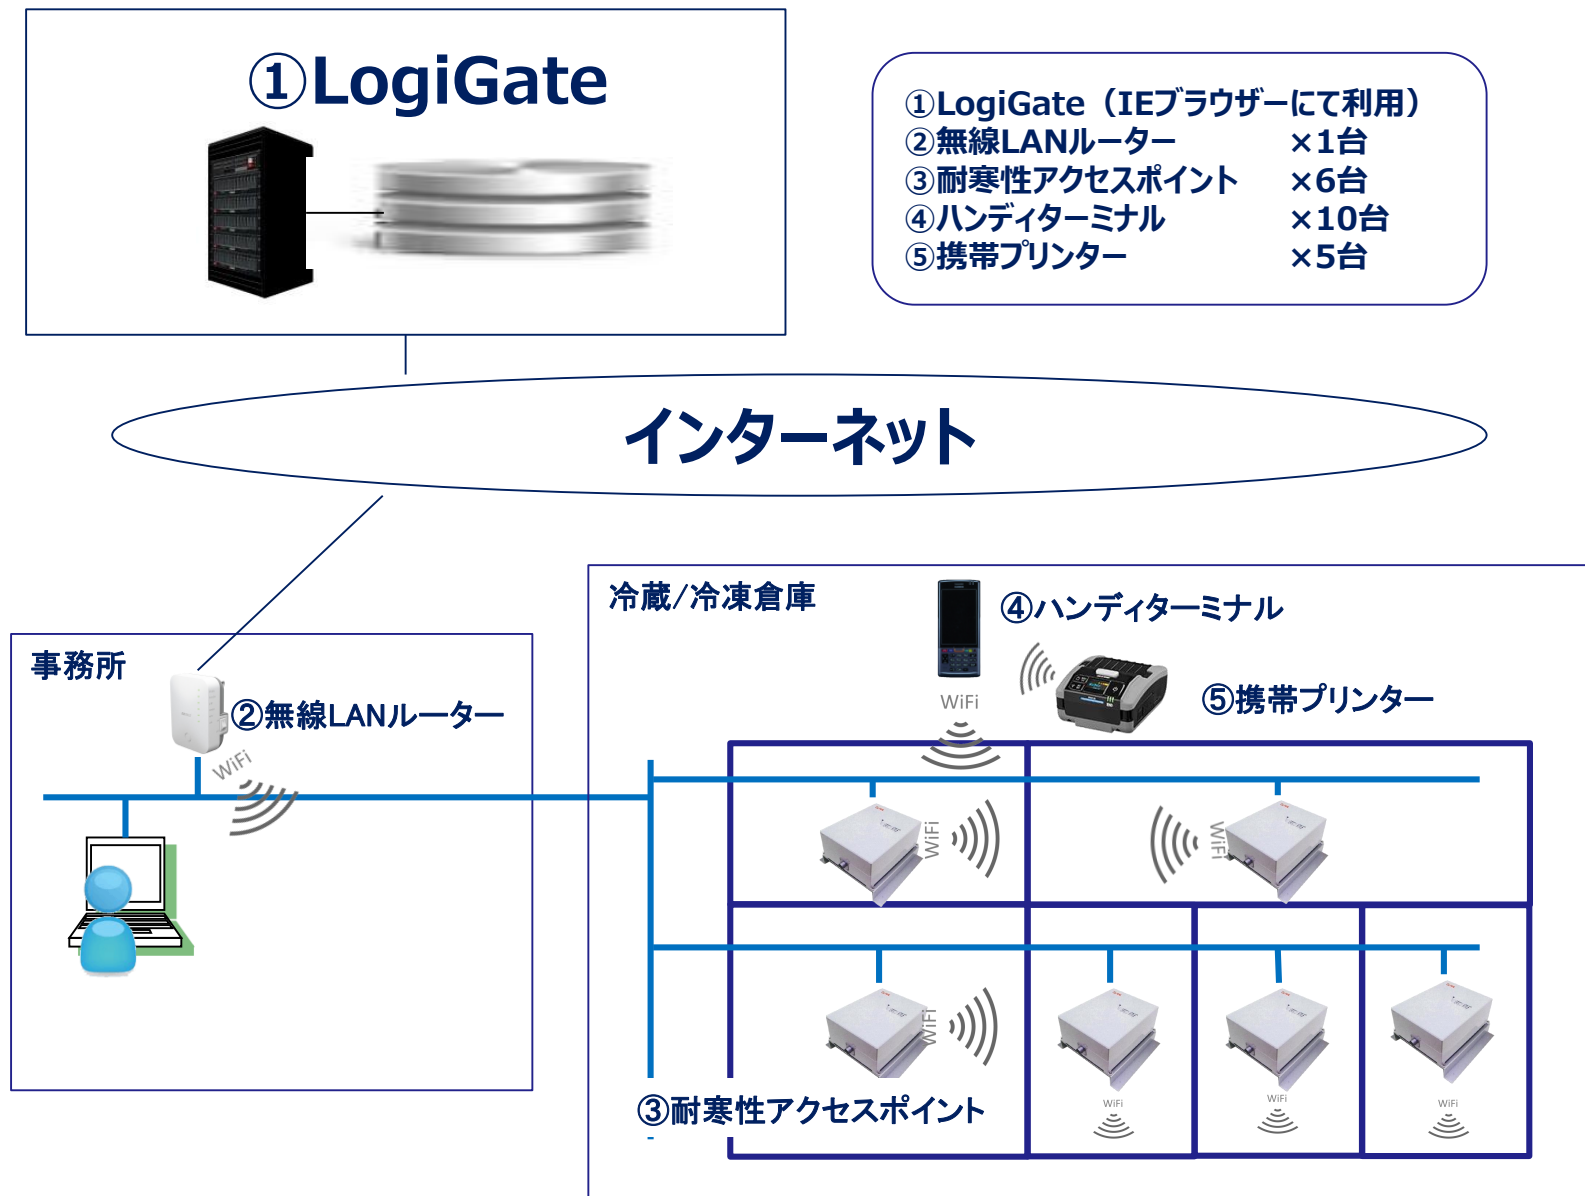 ①LogiGate
①LogiGate（IEブラウザーにて利用）
②無線LANルーター ×1台
③耐寒性アクセスポイント ×6台
④ハンディターミナル ×10台
⑤携帯プリンター ×5台
インターネット
冷蔵/冷凍倉庫
④ハンディターミナル
事務所
②無線LANルーター
WiFi
WiFi
⑤携帯プリンター
WiFi
WiFi
WiFi
③耐寒性アクセスポイント
WiFi
WiFi
WiFi